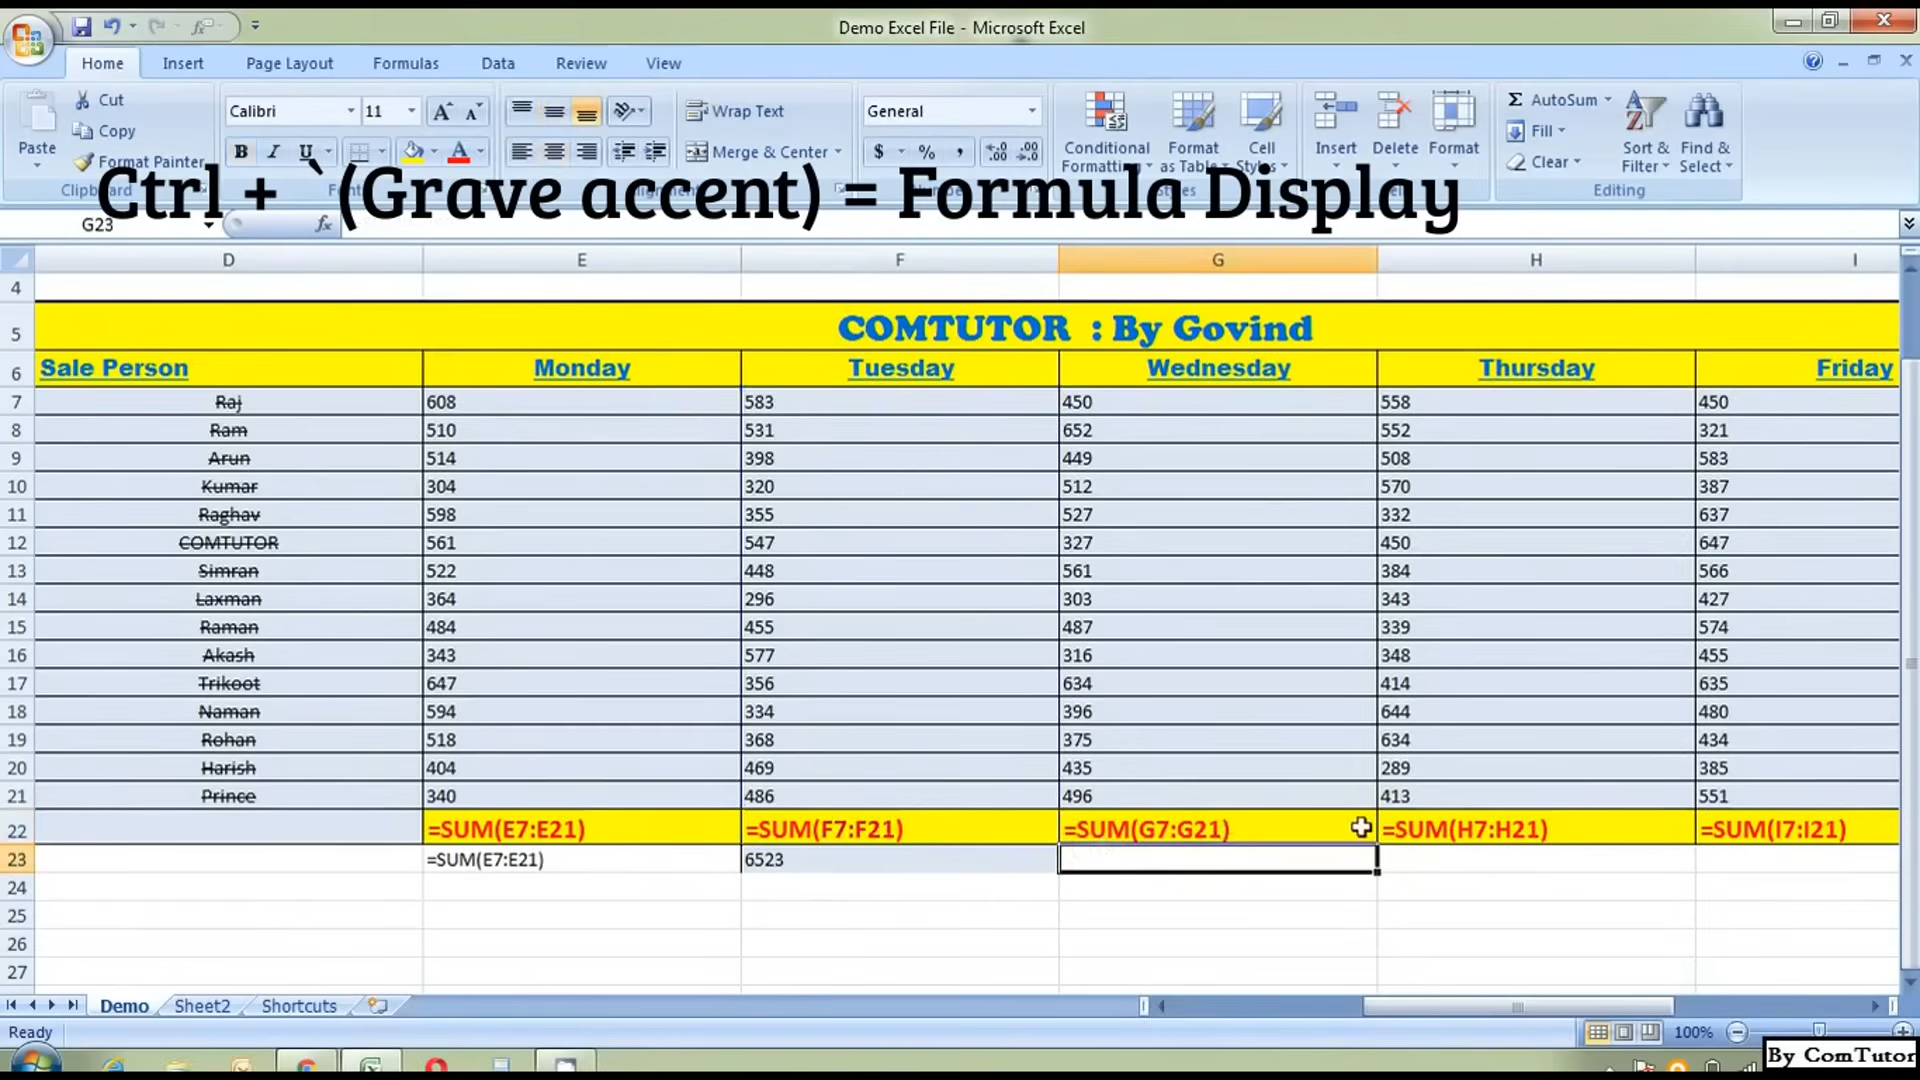 Demo Excel File - Microsoft Excel
Home Insert Page Layout Formulas Data Review View
Cut Calibri 11 Wrap Text General AutoSum
Copy Fill
Paste Format Painter B I U Merge & Center $ % , Conditional Formatting Format as Table Cell Styles Insert Delete Format Clear Sort & Filter Find & Select
Clipboard Editing
Ctrl + `(Grave accent) = Formula Display
G23 fx
D E F G H I
4
5 COMTUTOR : By Govind
6 Sale Person Monday Tuesday Wednesday Thursday Friday
7 Raj 608 583 450 558 450
8 Ram 510 531 652 552 321
9 Arun 514 398 449 508 583
10 Kumar 304 320 512 570 387
11 Raghav 598 355 527 332 637
12 COMTUTOR 561 547 327 450 647
13 Simran 522 448 561 384 566
14 Laxman 364 296 303 343 427
15 Raman 484 455 487 339 574
16 Akash 343 577 316 348 455
17 Trikoot 647 356 634 414 635
18 Naman 594 334 396 644 480
19 Rohan 518 368 375 634 434
20 Harish 404 469 435 289 385
21 Prince 340 486 496 413 551
22 =SUM(E7:E21) =SUM(F7:F21) =SUM(G7:G21) =SUM(H7:H21) =SUM(I7:I21)
23 =SUM(E7:E21) 6523
24
25
26
27
Demo Sheet2 Shortcuts
Ready 100%
By ComTutor